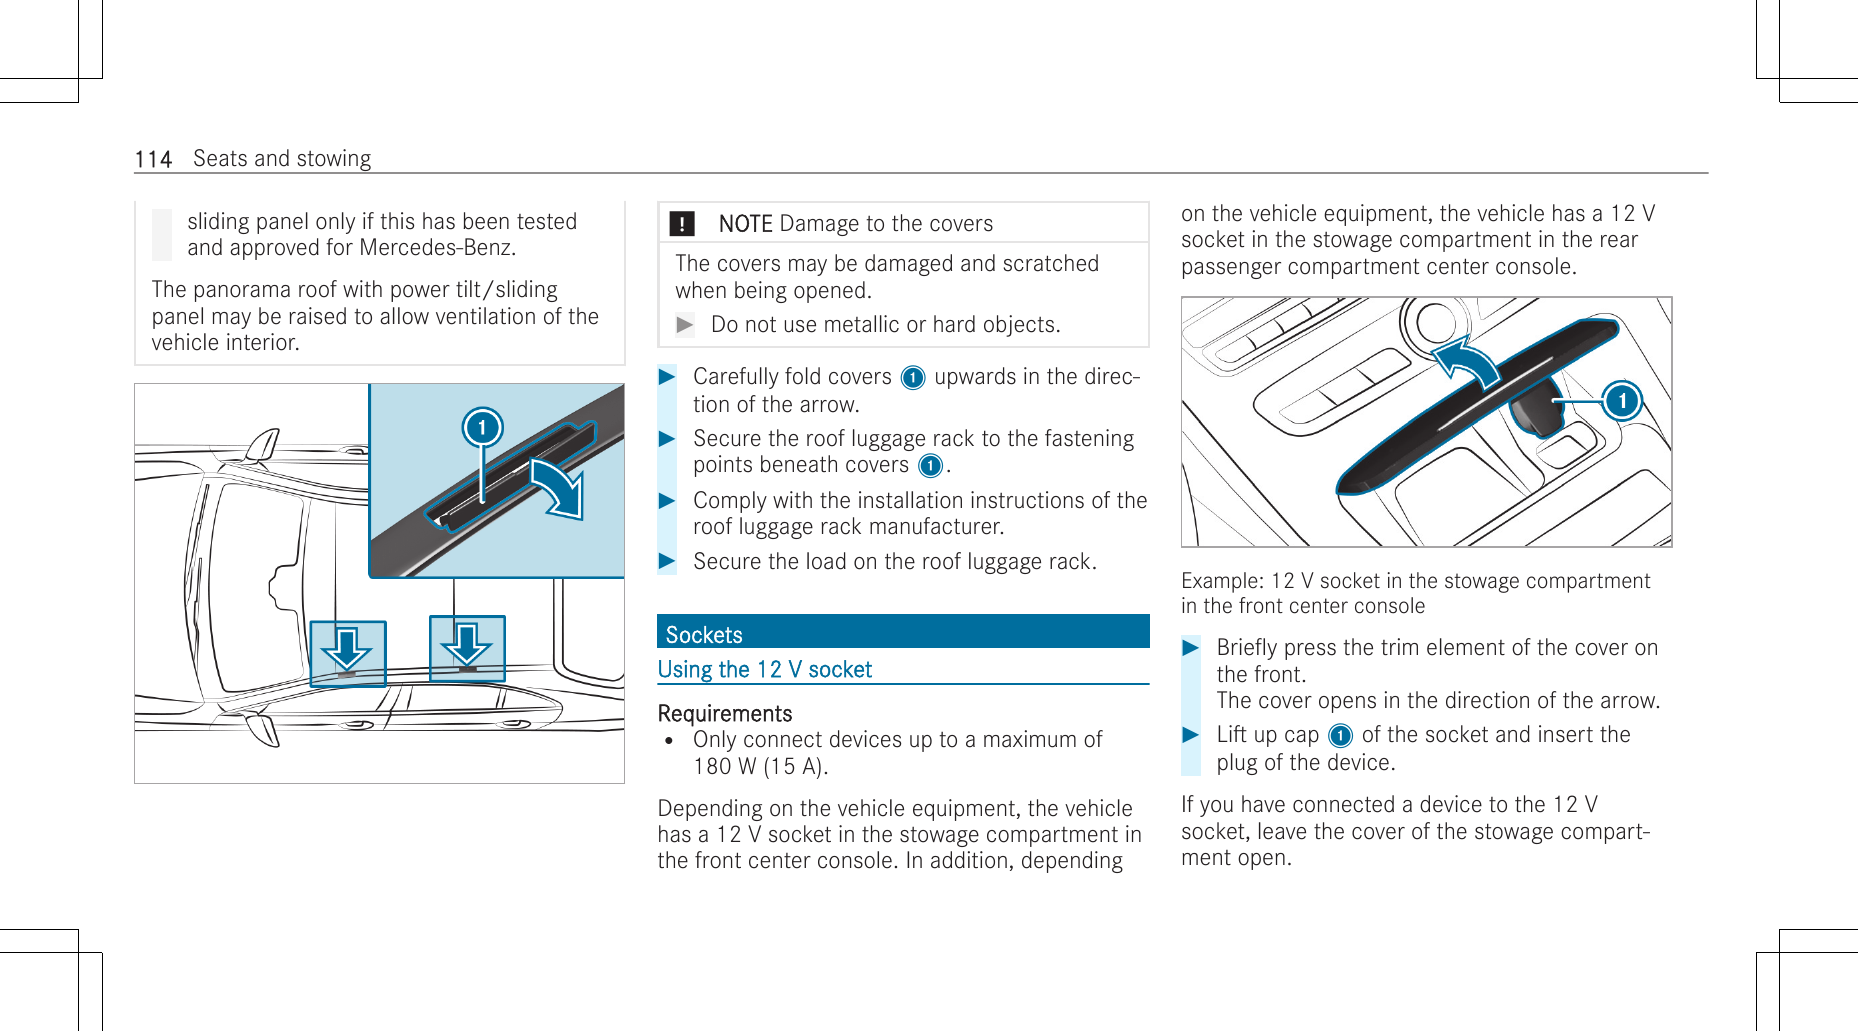 114 Seats and stowing
sliding panel only if this has been tested
and approved for Mercedes-Benz.
The panorama roof with power tilt/sliding
panel may be raised to allow ventilation of the
vehicle interior.
1
! NOTE Damage to the covers
The covers may be damaged and scratched
when being opened.
▶ Do not use metallic or hard objects.
▶ Carefully fold covers 1 upwards in the direc-
tion of the arrow.
▶ Secure the roof luggage rack to the fastening
points beneath covers 1.
▶ Comply with the installation instructions of the
roof luggage rack manufacturer.
▶ Secure the load on the roof luggage rack.
Sockets
Using the 12 V socket
Requirements
• Only connect devices up to a maximum of
180 W (15 A).
Depending on the vehicle equipment, the vehicle
has a 12 V socket in the stowage compartment in
the front center console. In addition, depending
on the vehicle equipment, the vehicle has a 12 V
socket in the stowage compartment in the rear
passenger compartment center console.
1
Example: 12 V socket in the stowage compartment
in the front center console
▶ Briefly press the trim element of the cover on
the front.
The cover opens in the direction of the arrow.
▶ Lift up cap 1 of the socket and insert the
plug of the device.
If you have connected a device to the 12 V
socket, leave the cover of the stowage compart-
ment open.